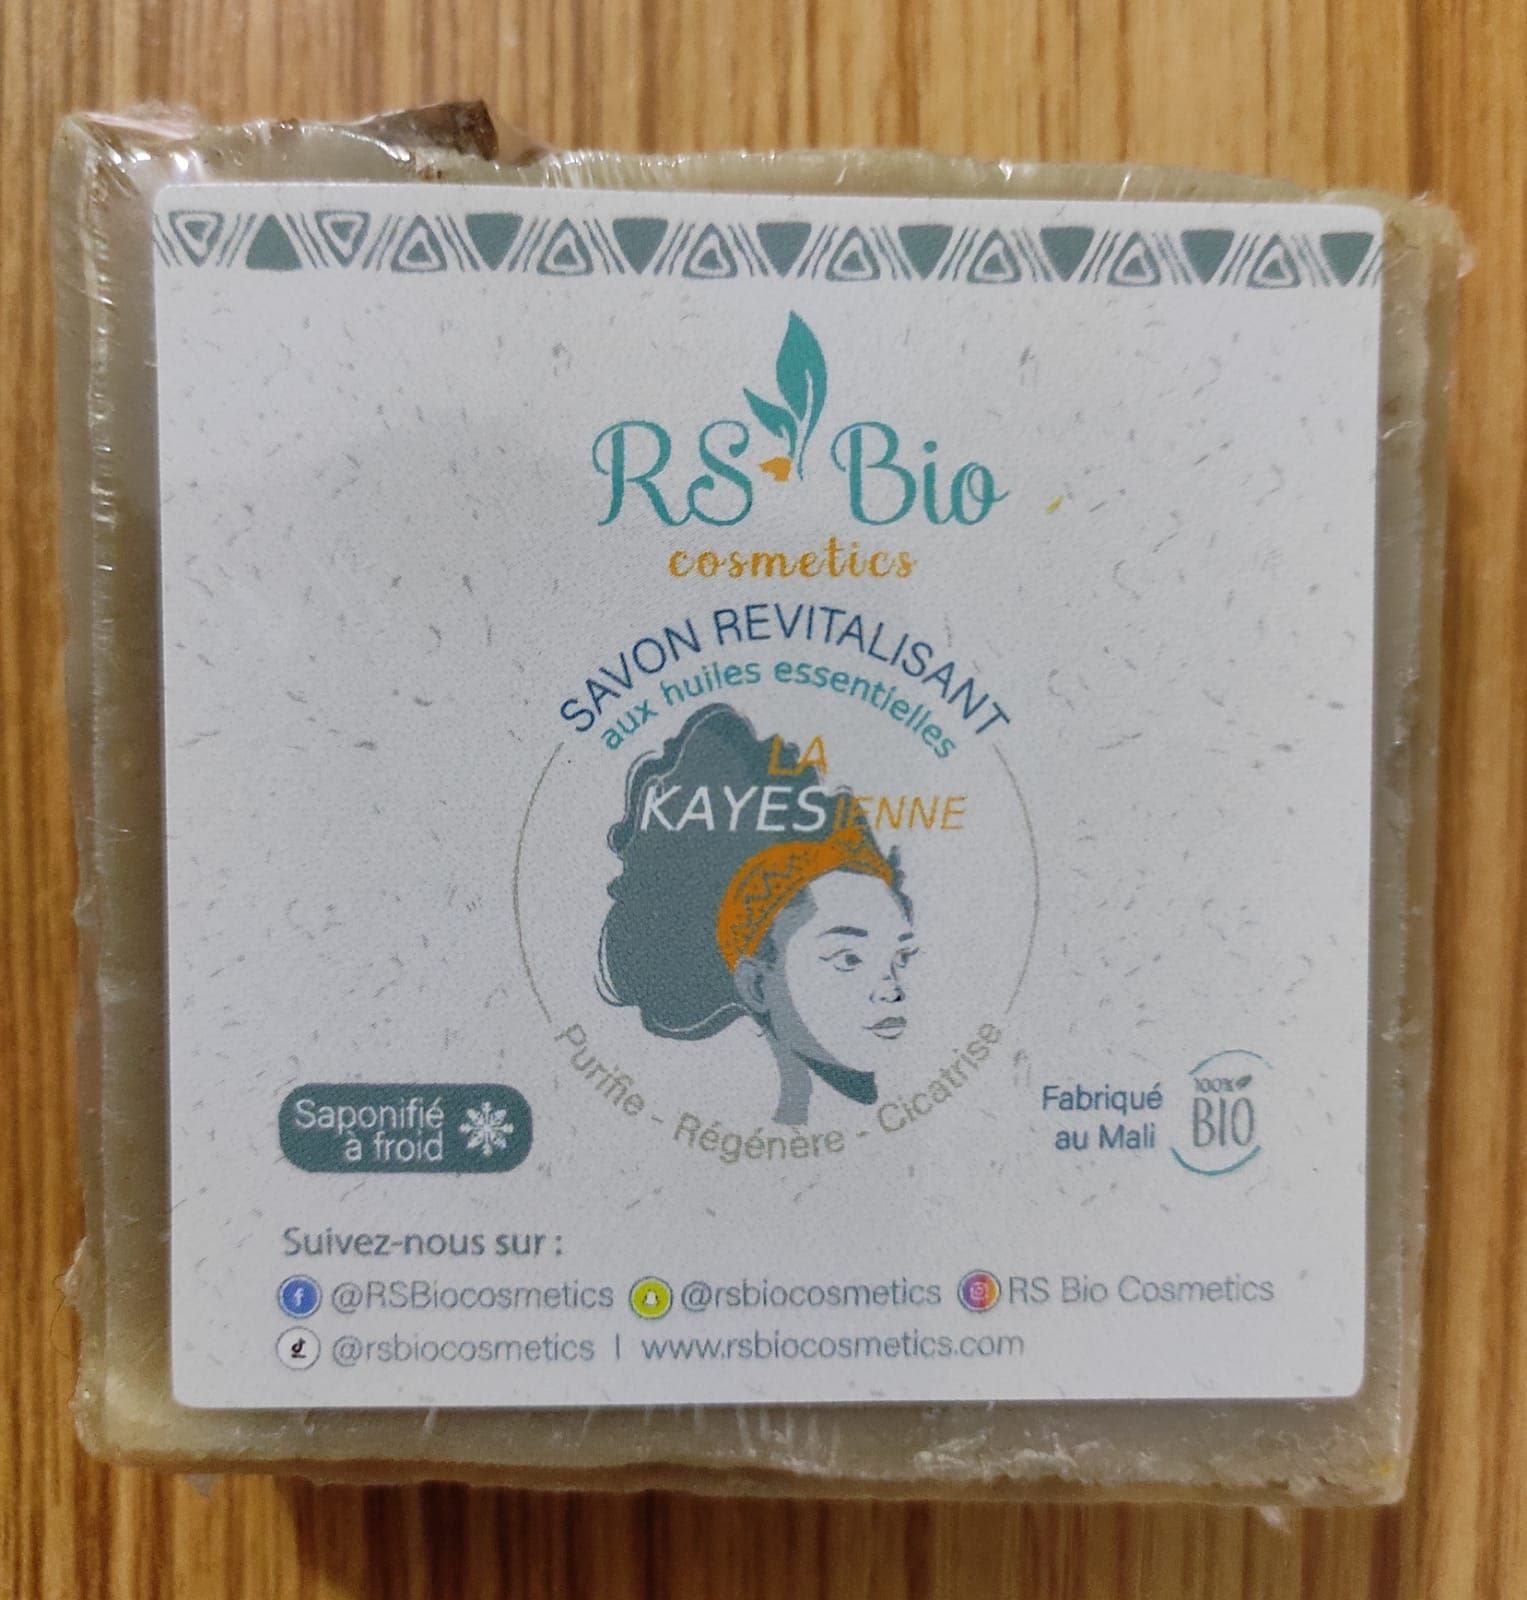 RS Bio
cosmetics
SAVON REVITALISANT
aux huiles essentielles
LA
KAYESIENNE
Purifie - Régénère - Cicatrise
Saponifié
à froid
Fabriqué
au Mali
100%
BIO
Suivez-nous sur :
@RSBiocosmetics @rsbiocosmetics RS Bio Cosmetics
@rsbiocosmetics | www.rsbiocosmetics.com